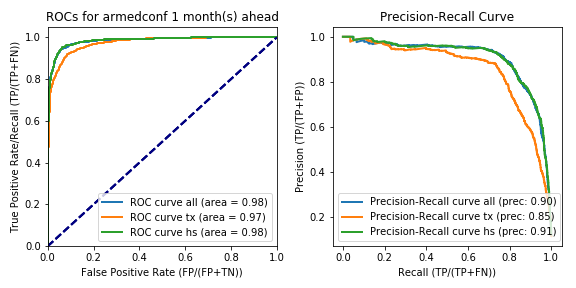 ROCs for armedconf 1 month(s) ahead
True Positive Rate/Recall (TP/(TP+FN))
1.0
0.8
0.6
0.4
0.2
0.0
ROC curve all (area = 0.98)
ROC curve tx (area = 0.97)
ROC curve hs (area = 0.98)
0.0 0.2 0.4 0.6 0.8 1.0
False Positive Rate (FP/(FP+TN))
Precision-Recall Curve
Precision (TP/(TP+FP))
1.0
0.8
0.6
0.4
0.2
Precision-Recall curve all (prec: 0.90)
Precision-Recall curve tx (prec: 0.85)
Precision-Recall curve hs (prec: 0.91)
0.0 0.2 0.4 0.6 0.8 1.0
Recall (TP/(TP+FN))